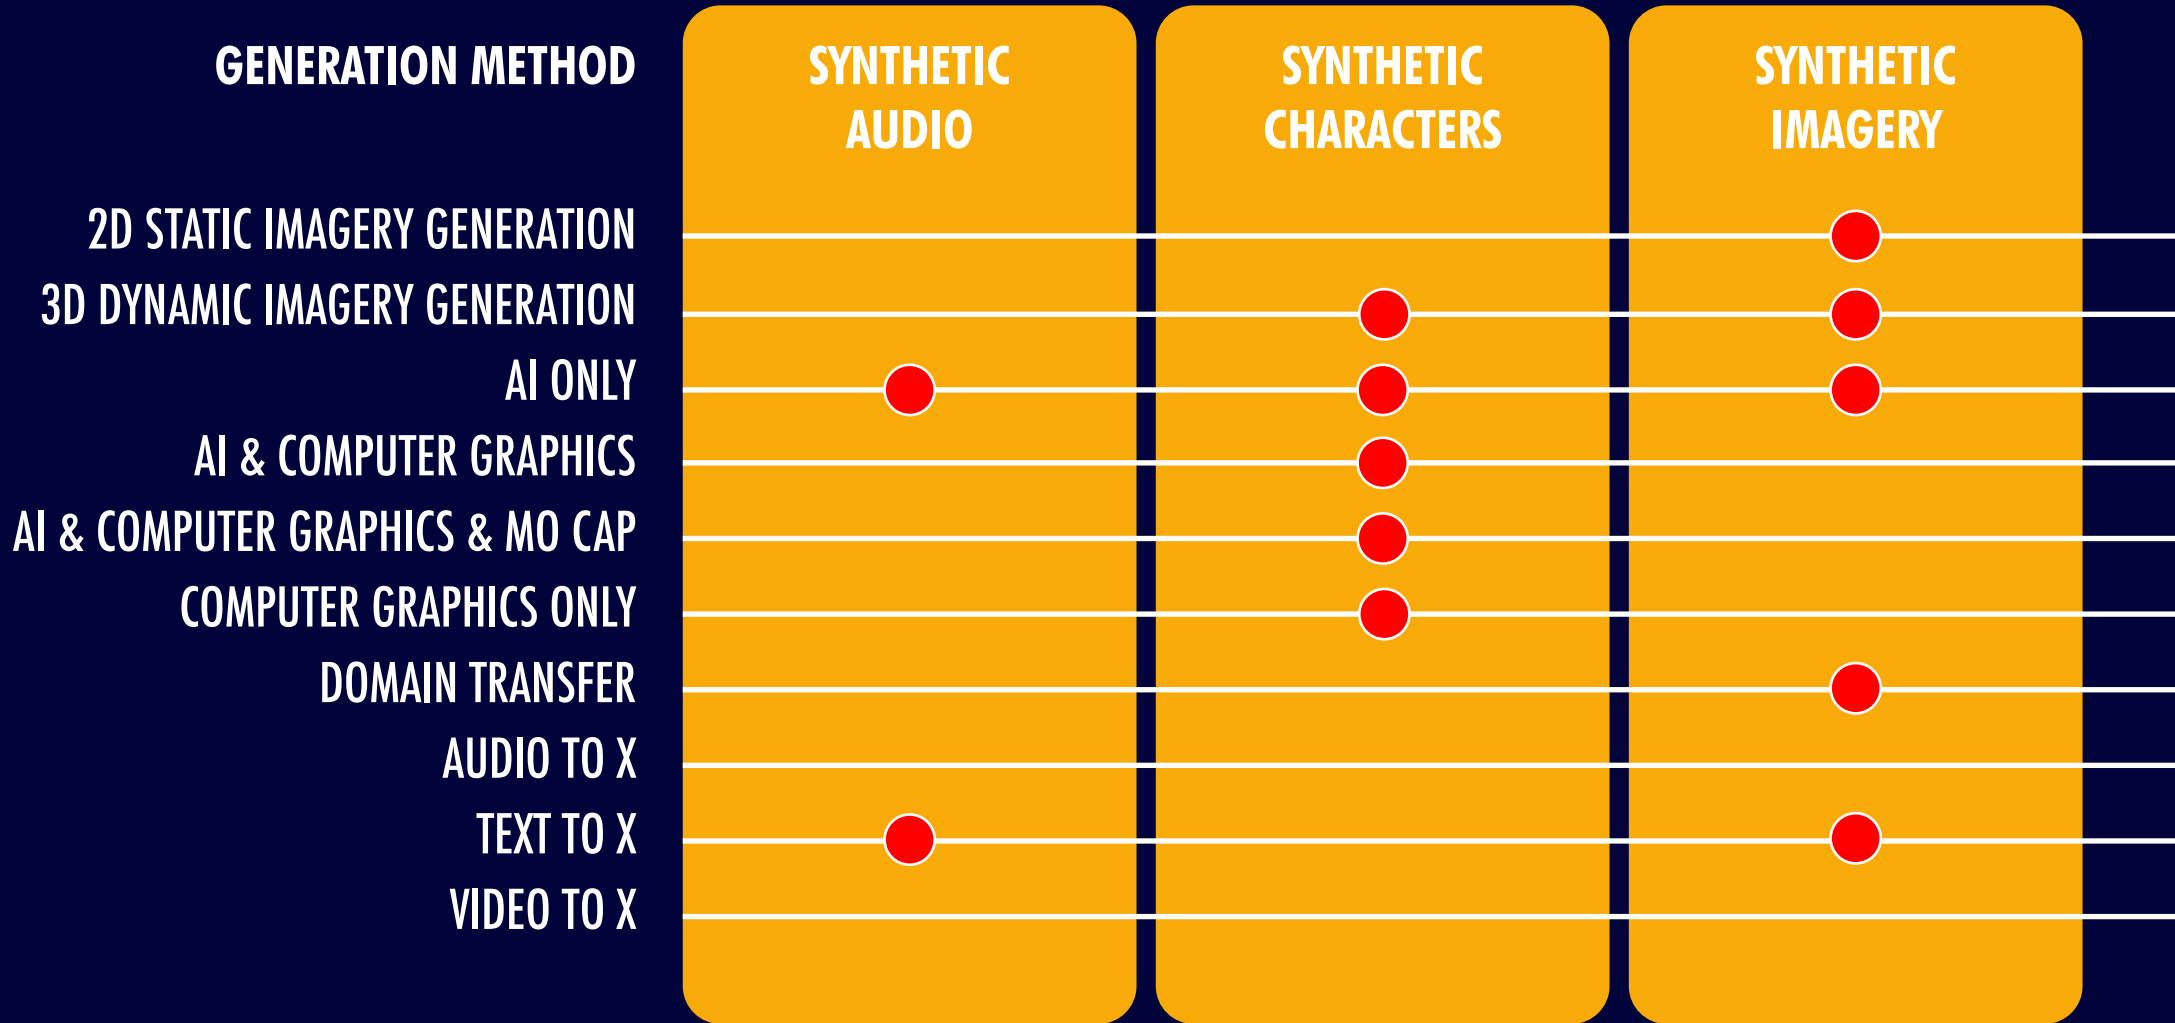 GENERATION METHOD
SYNTHETIC
AUDIO
SYNTHETIC
CHARACTERS
SYNTHETIC
IMAGERY
2D STATIC IMAGERY GENERATION
3D DYNAMIC IMAGERY GENERATION
AI ONLY
AI & COMPUTER GRAPHICS
AI & COMPUTER GRAPHICS & MO CAP
COMPUTER GRAPHICS ONLY
DOMAIN TRANSFER
AUDIO TO X
TEXT TO X
VIDEO TO X